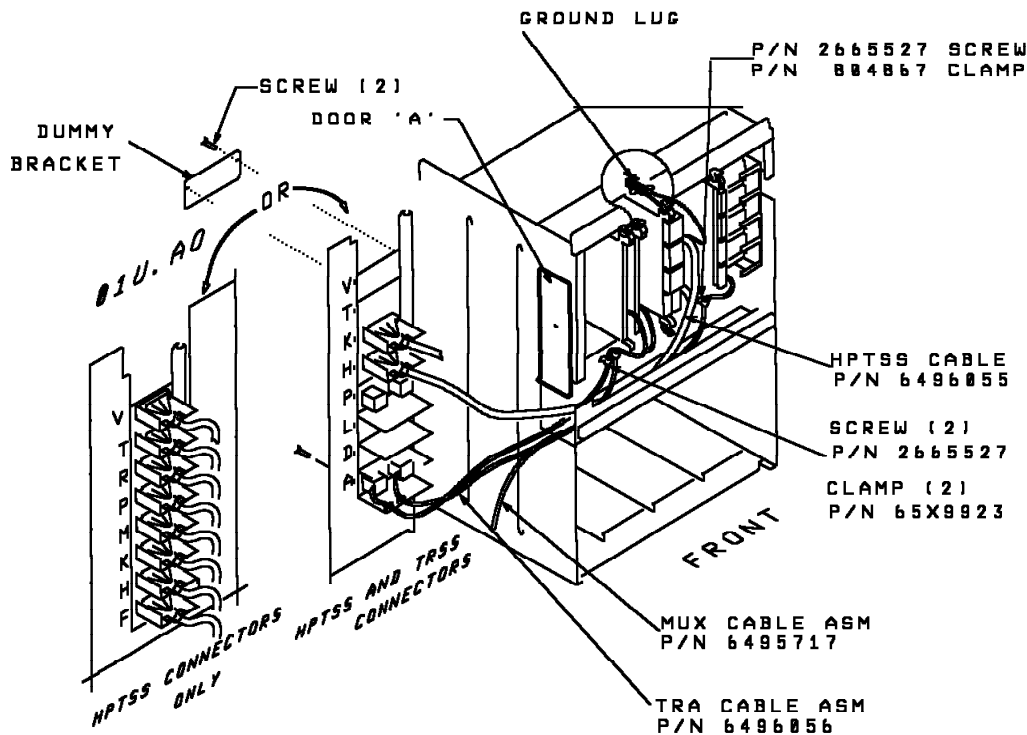 GROUND LUG
P/N 2665527 SCREW
P/N 804867 CLAMP
SCREW (2)
DOOR 'A'
DUMMY
BRACKET
OR
01U. A0
V
T
K
H
P
L
D
A
V
T
R
P
M
K
H
F
HPTSS CABLE
P/N 6496055
SCREW (2)
P/N 2665527
CLAMP (2)
P/N 65X9923
FRONT
HPTSS AND TRSS
CONNECTORS
HPTSS CONNECTORS
ONLY
MUX CABLE ASM
P/N 6495717
TRA CABLE ASM
P/N 6496056